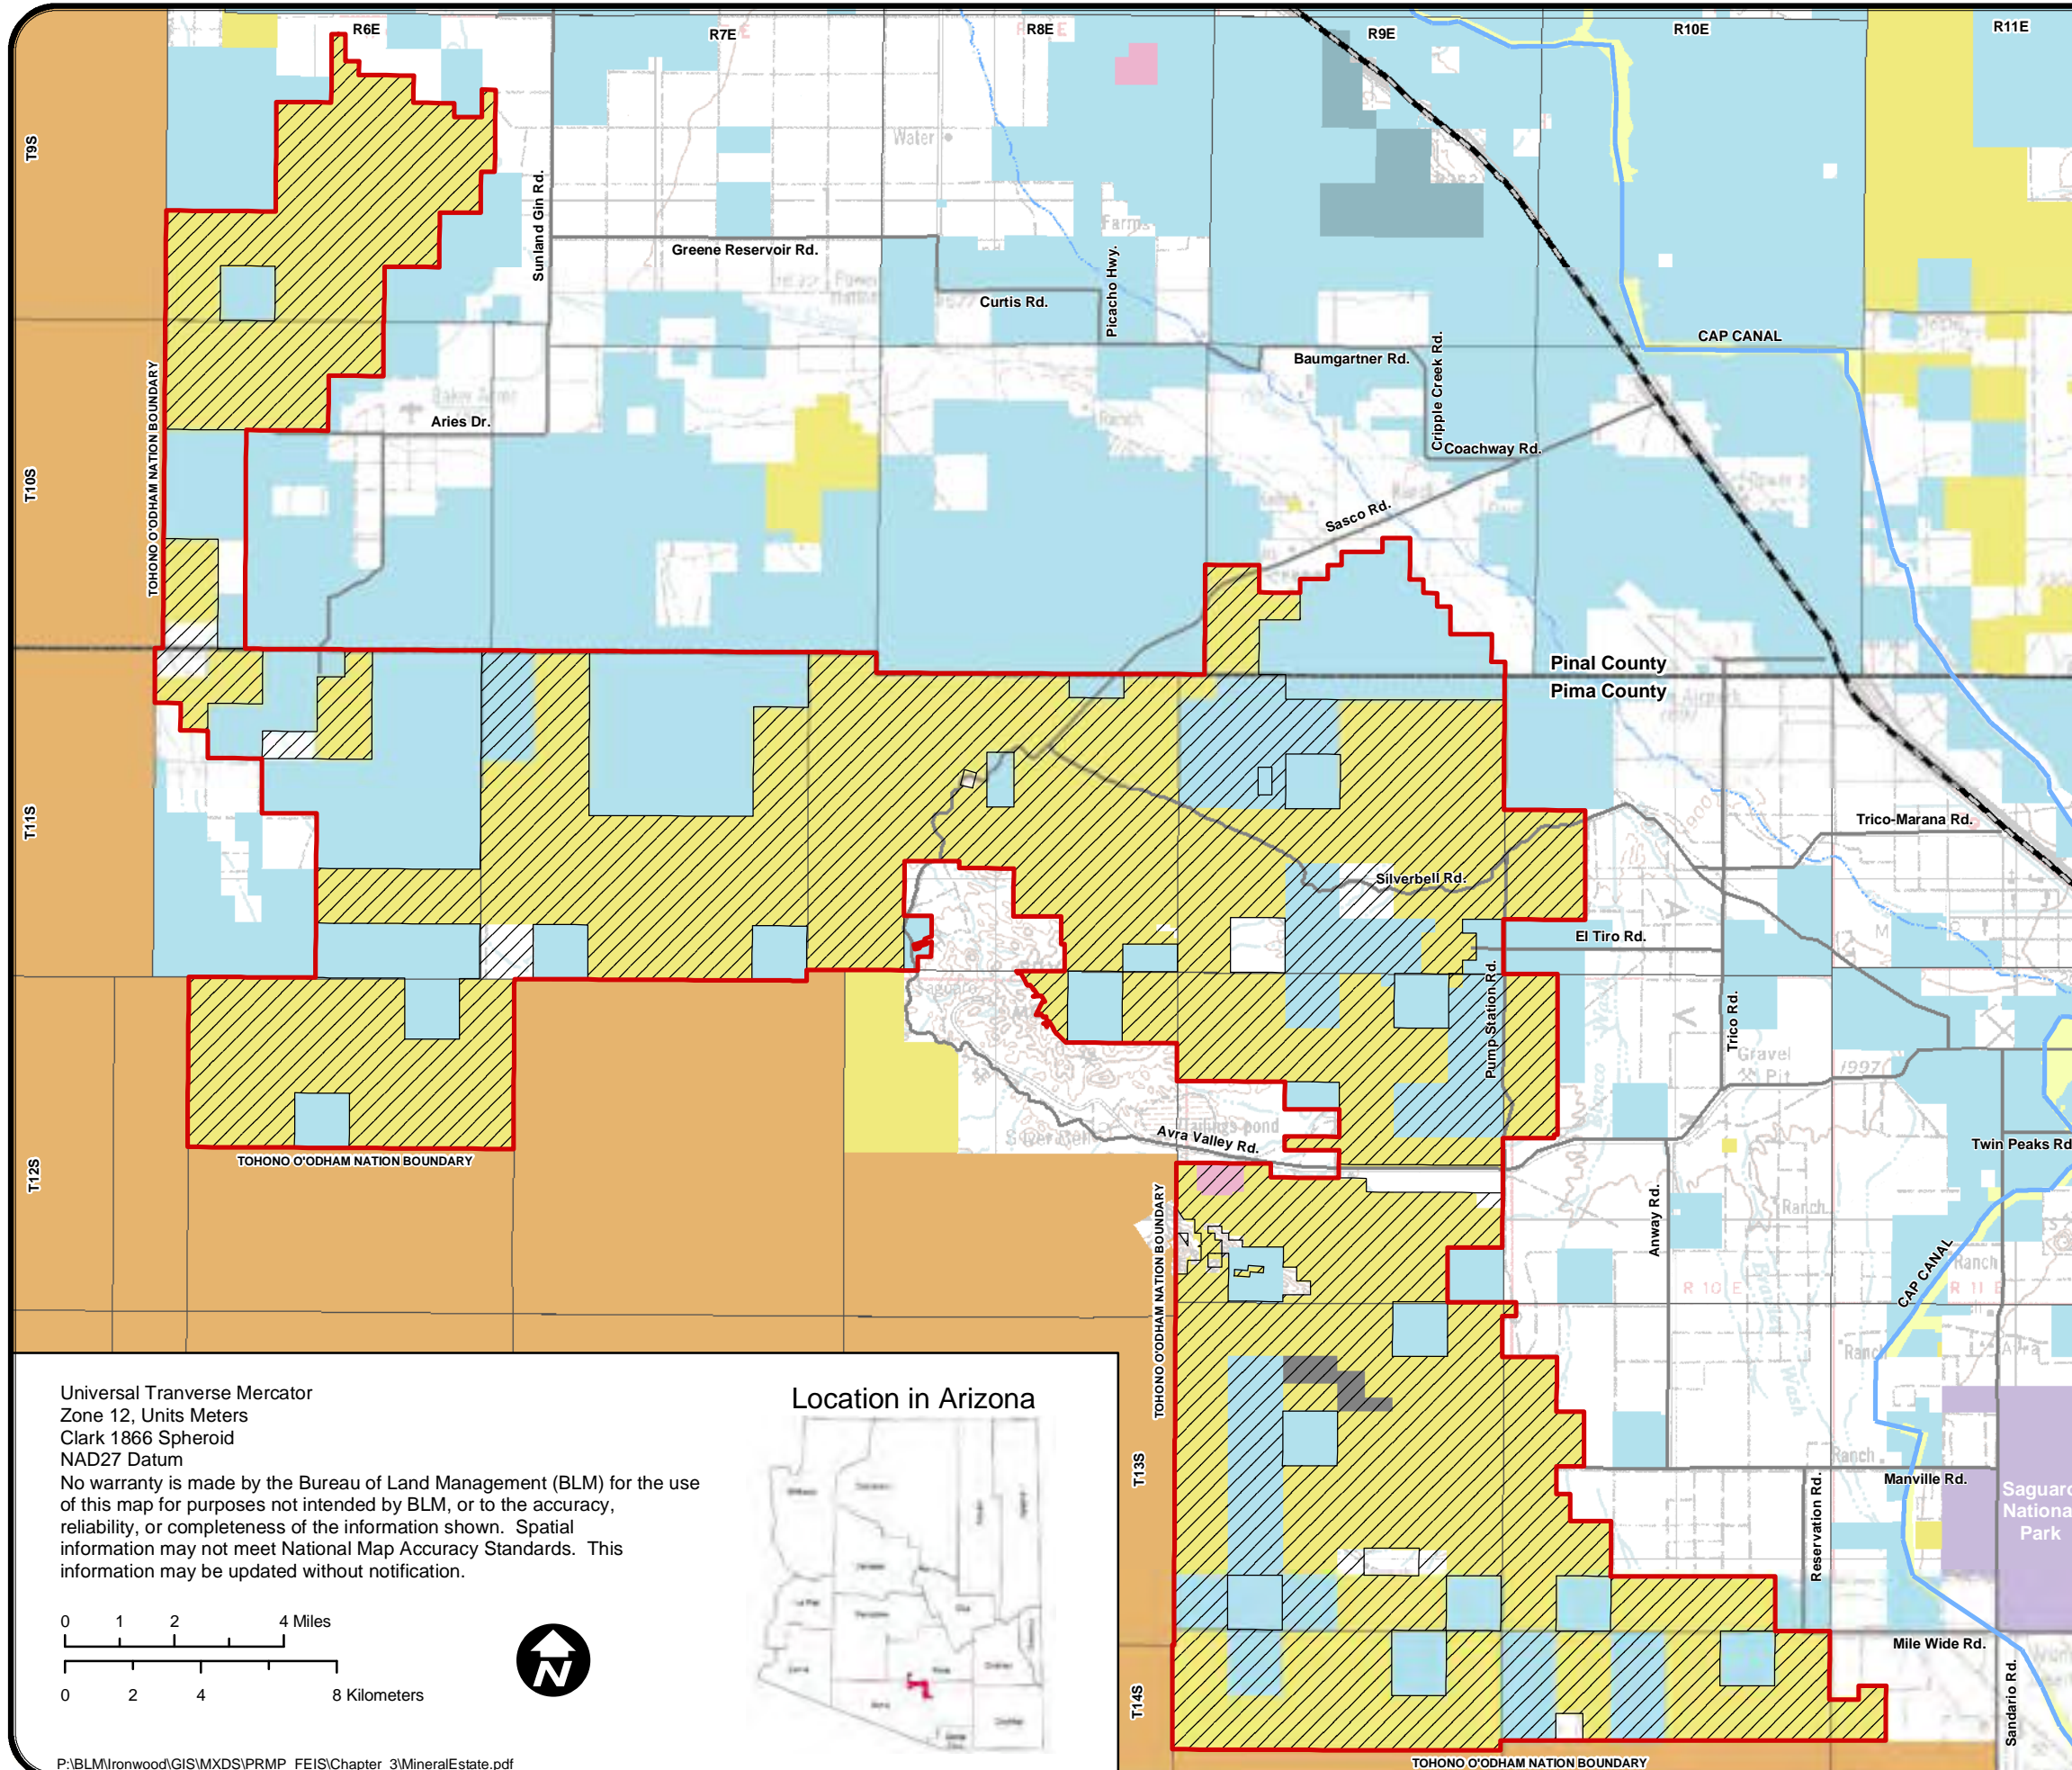 R6E
R7E
R8E
R9E
R10E
R11E
T9S
Water
Sunland Gin Rd.
Greene Reservoir Rd.
Farms
Picacho Hwy.
Curtis Rd.
CAP CANAL
Baumgartner Rd.
Cripple Creek Rd.
TOHONO O'ODHAM NATION BOUNDARY
Aries Dr.
Ranch
Coachway Rd.
T10S
Sasco Rd.
Pinal County
Pima County
T11S
Trico-Marana Rd.
Silverbell Rd.
El Tiro Rd.
Pump Station Rd.
Trico Rd.
Gravel
Pit
1997
Avra Valley Rd.
Twin Peaks Rd
TOHONO O'ODHAM NATION BOUNDARY
T12S
TOHONO O'ODHAM NATION BOUNDARY
Anway Rd.
Ranch
Ranch
CAP CANAL
R 10 E
R 11 E
Ranch
Wash
Universal Tranverse Mercator
Zone 12, Units Meters
Clark 1866 Spheroid
NAD27 Datum
No warranty is made by the Bureau of Land Management (BLM) for the use
of this map for purposes not intended by BLM, or to the accuracy,
reliability, or completeness of the information shown. Spatial
information may not meet National Map Accuracy Standards. This
information may be updated without notification.
Location in Arizona
T13S
Ranch
Manville Rd.
Reservation Rd.
Saguaro
National
Park
0 1 2 4 Miles
0 2 4 8 Kilometers
N
T14S
Mile Wide Rd.
Sandario Rd.
TOHONO O'ODHAM NATION BOUNDARY
P:\BLM\Ironwood\GIS\MXDS\PRMP_FEIS\Chapter_3\MineralEstate.pdf